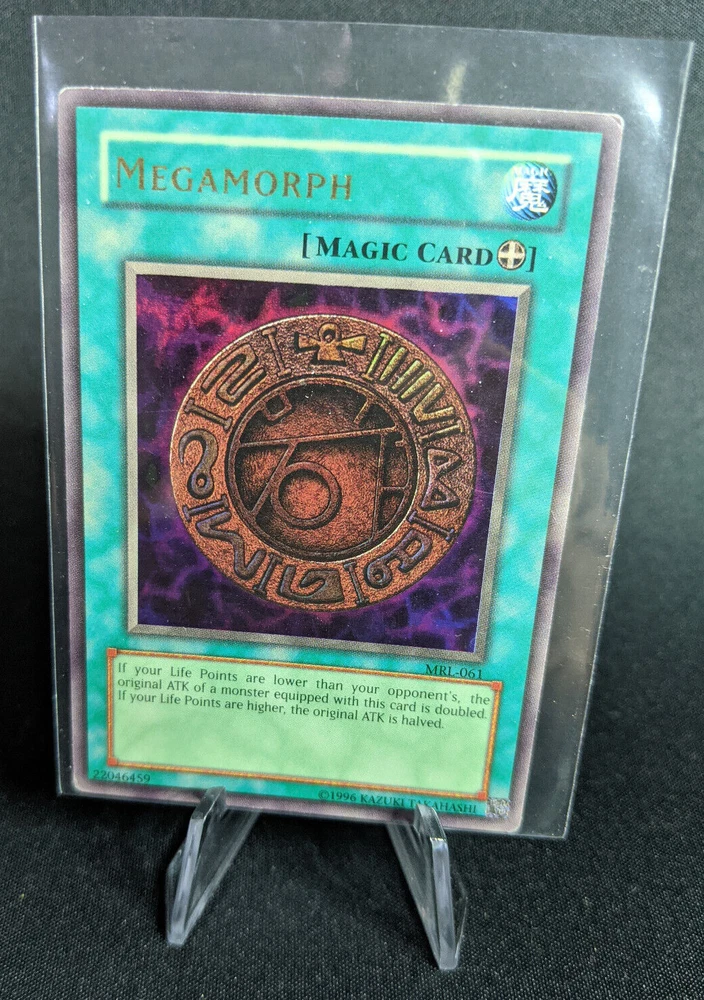 MEGAMORPH
MAGIC
魔
[MAGIC CARD]
MRL-061
If your Life Points are lower than your opponent's, the
original ATK of a monster equipped with this card is doubled.
If your Life Points are higher, the original ATK is halved.
22046459
©1996 KAZUKI TAKAHASHI